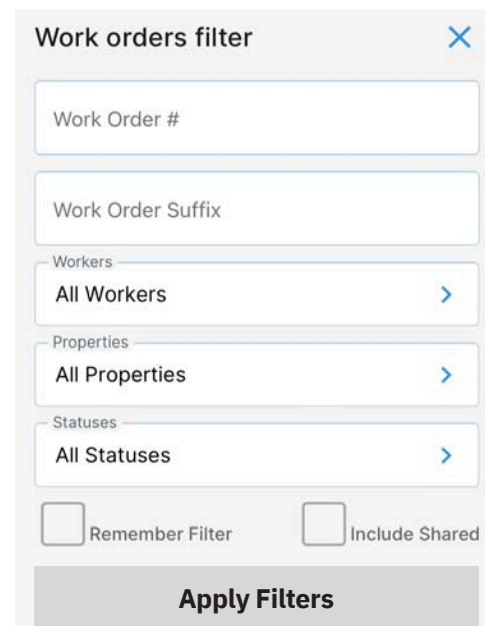 Work orders filter
Work Order #
Work Order Suffix
Workers
All Workers
Properties
All Properties
Statuses
All Statuses
Remember Filter Include Shared
Apply Filters